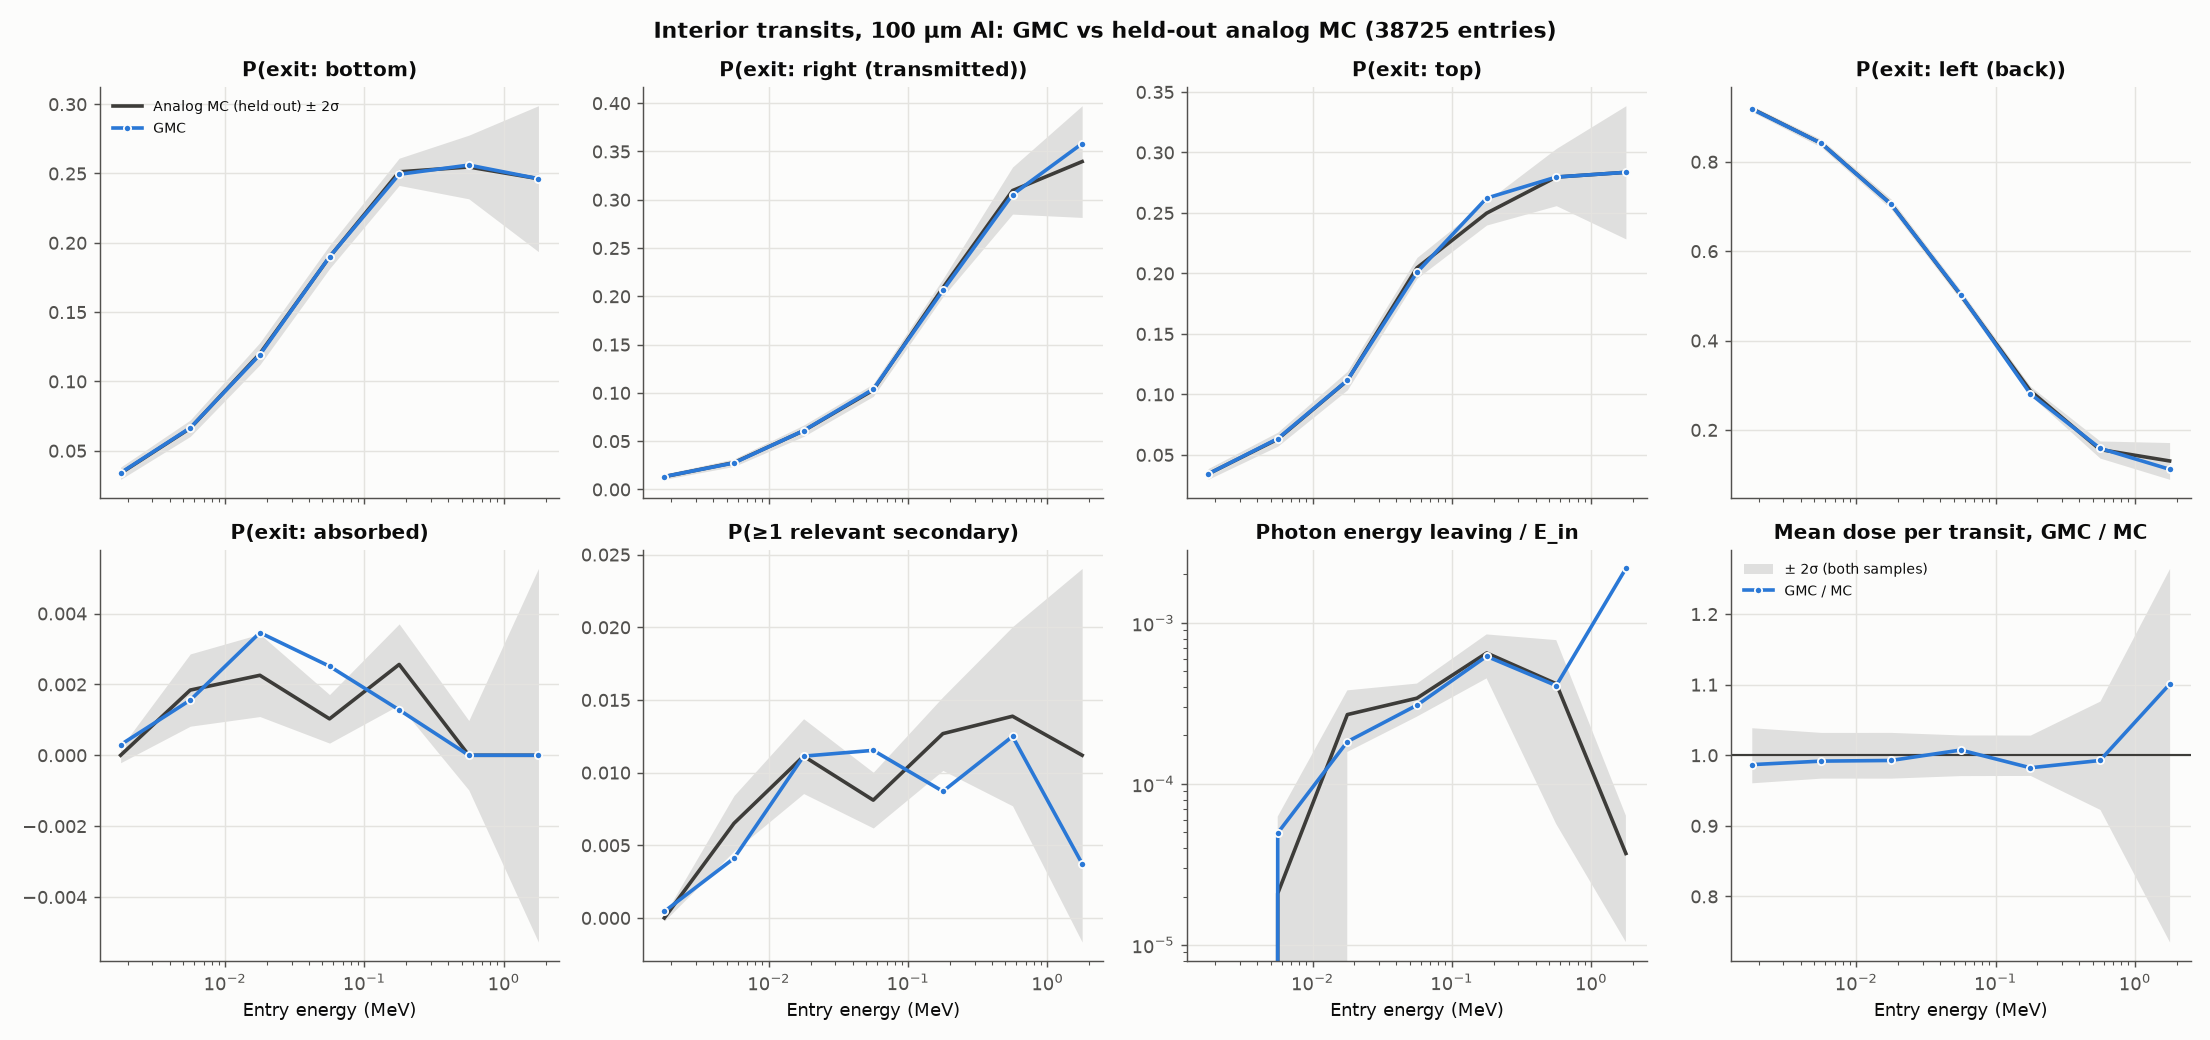 Interior transits, 100 μm Al: GMC vs held-out analog MC (38725 entries)
P(exit: bottom)
0.30
0.25
0.20
0.15
0.10
0.05
Analog MC (held out) ± 2σ
GMC
P(exit: right (transmitted))
0.40
0.35
0.30
0.25
0.20
0.15
0.10
0.05
0.00
P(exit: top)
0.35
0.30
0.25
0.20
0.15
0.10
0.05
P(exit: left (back))
0.8
0.6
0.4
0.2
P(exit: absorbed)
0.004
0.002
0.000
−0.002
−0.004
10⁻² 10⁻¹ 10⁰
Entry energy (MeV)
P(≥1 relevant secondary)
0.025
0.020
0.015
0.010
0.005
0.000
10⁻² 10⁻¹ 10⁰
Entry energy (MeV)
Photon energy leaving / E_in
10⁻³
10⁻⁴
10⁻⁵
10⁻² 10⁻¹ 10⁰
Entry energy (MeV)
Mean dose per transit, GMC / MC
± 2σ (both samples)
GMC / MC
1.2
1.1
1.0
0.9
0.8
10⁻² 10⁻¹ 10⁰
Entry energy (MeV)